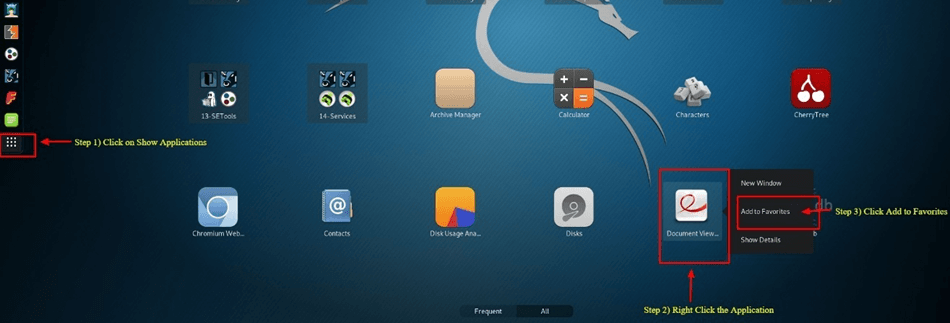 13-SETools
14-Services
Archive Manager
Calculator
Characters
CherryTree
Step 1) Click on Show Applications
New Window
Add to Favorites
Step 3) Click Add to Favorites
Show Details
Chromium Web...
Contacts
Disk Usage Ana...
Disks
Document View...
Step 2) Right Click the Application
Frequent
All